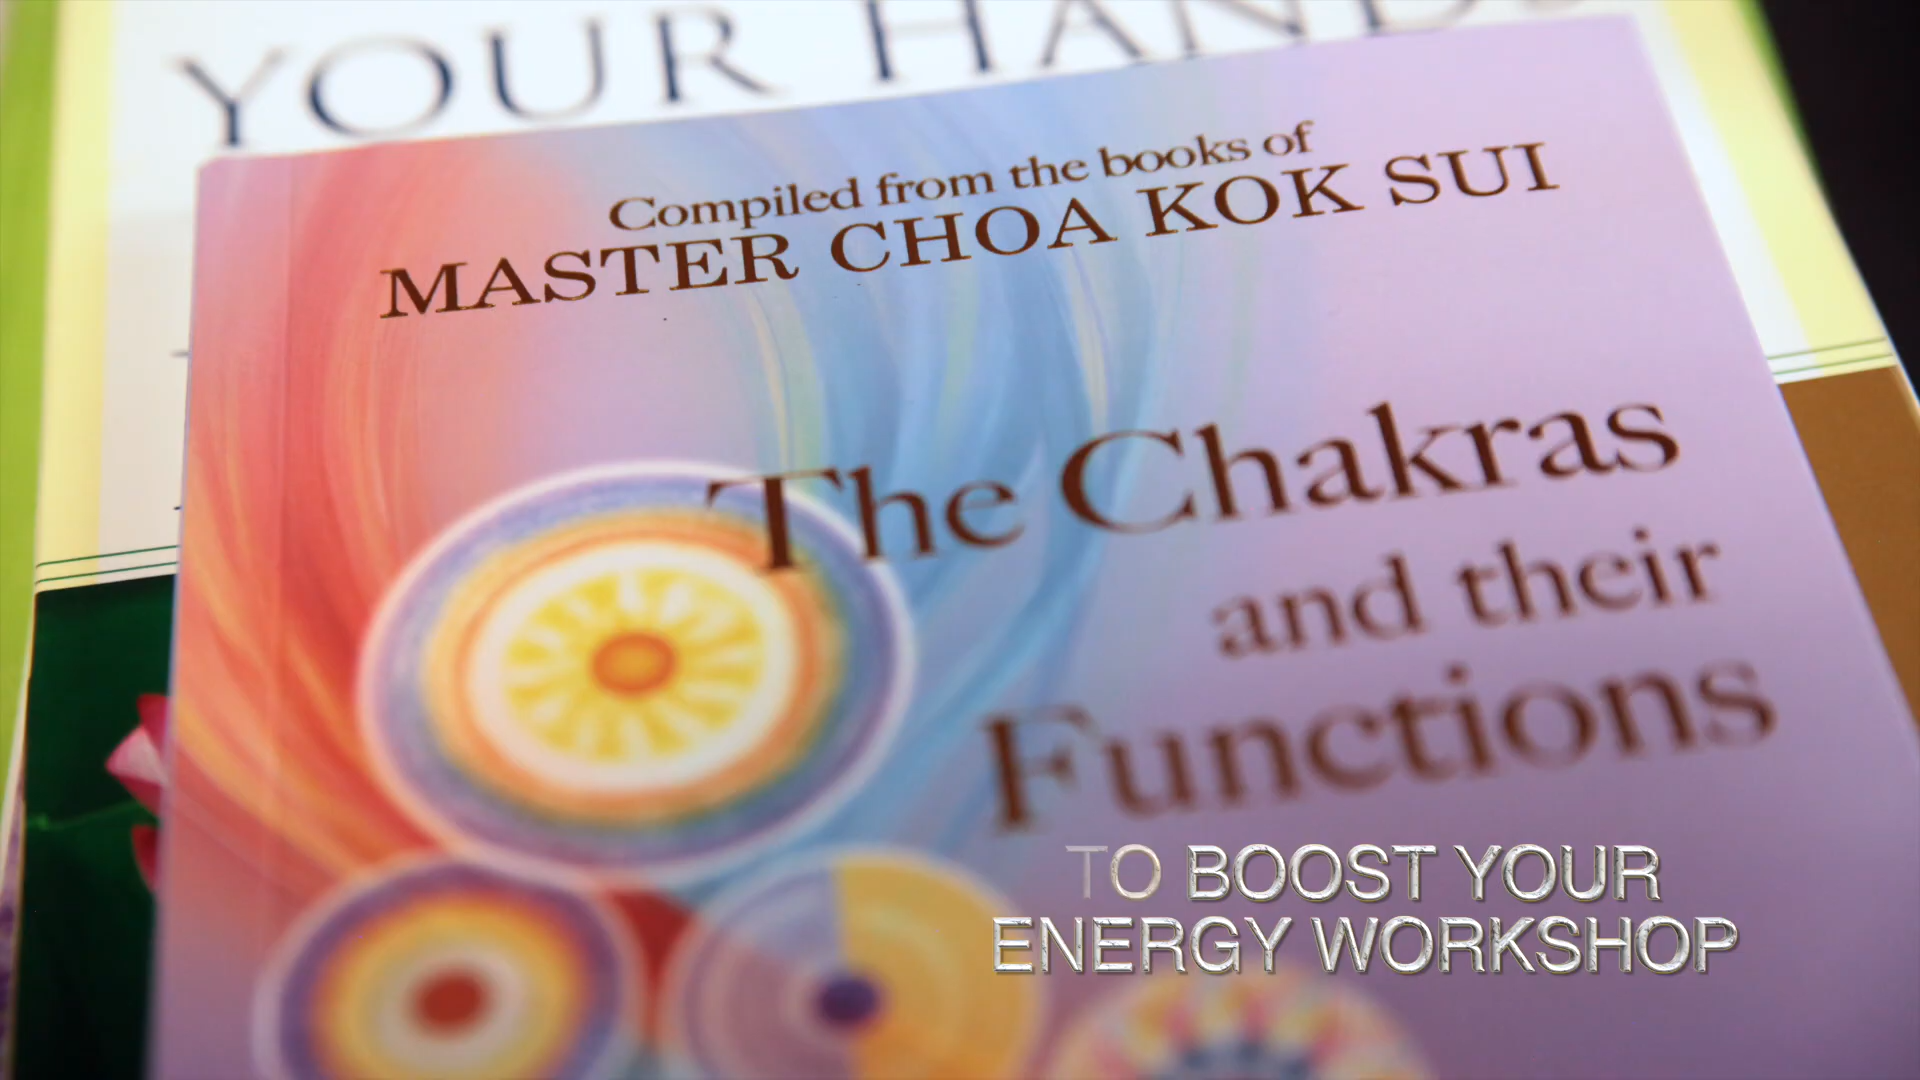 YOUR HANDS
Compiled from the books of
MASTER CHOA KOK SUI
The Chakras
and their
Functions
TO BOOST YOUR
ENERGY WORKSHOP